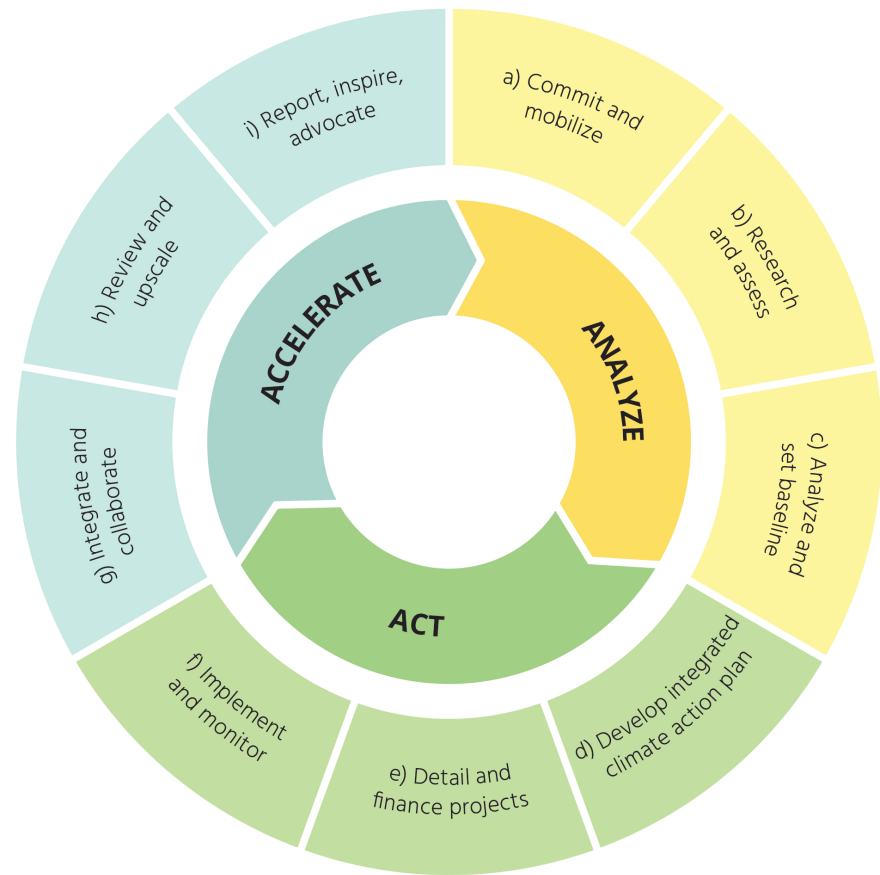 a) Commit and
mobilize
b) Research
and assess
c) Analyze and
set baseline
d) Develop integrated
climate action plan
e) Detail and
finance projects
f) Implement
and monitor
g) Integrate and
collaborate
h) Review and
upscale
i) Report, inspire,
advocate
ANALYZE
ACT
ACCELERATE